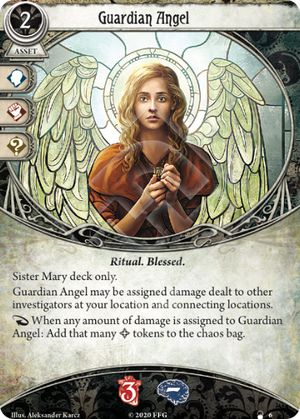 Guardian Angel
2
ASSET
Ritual. Blessed.
Sister Mary deck only.
Guardian Angel may be assigned damage dealt to other
investigators at your location and connecting locations.
When any amount of damage is assigned to Guardian
Angel: Add that many tokens to the chaos bag.
3
–
Illus. Aleksander Karcz
© 2020 FFG
6